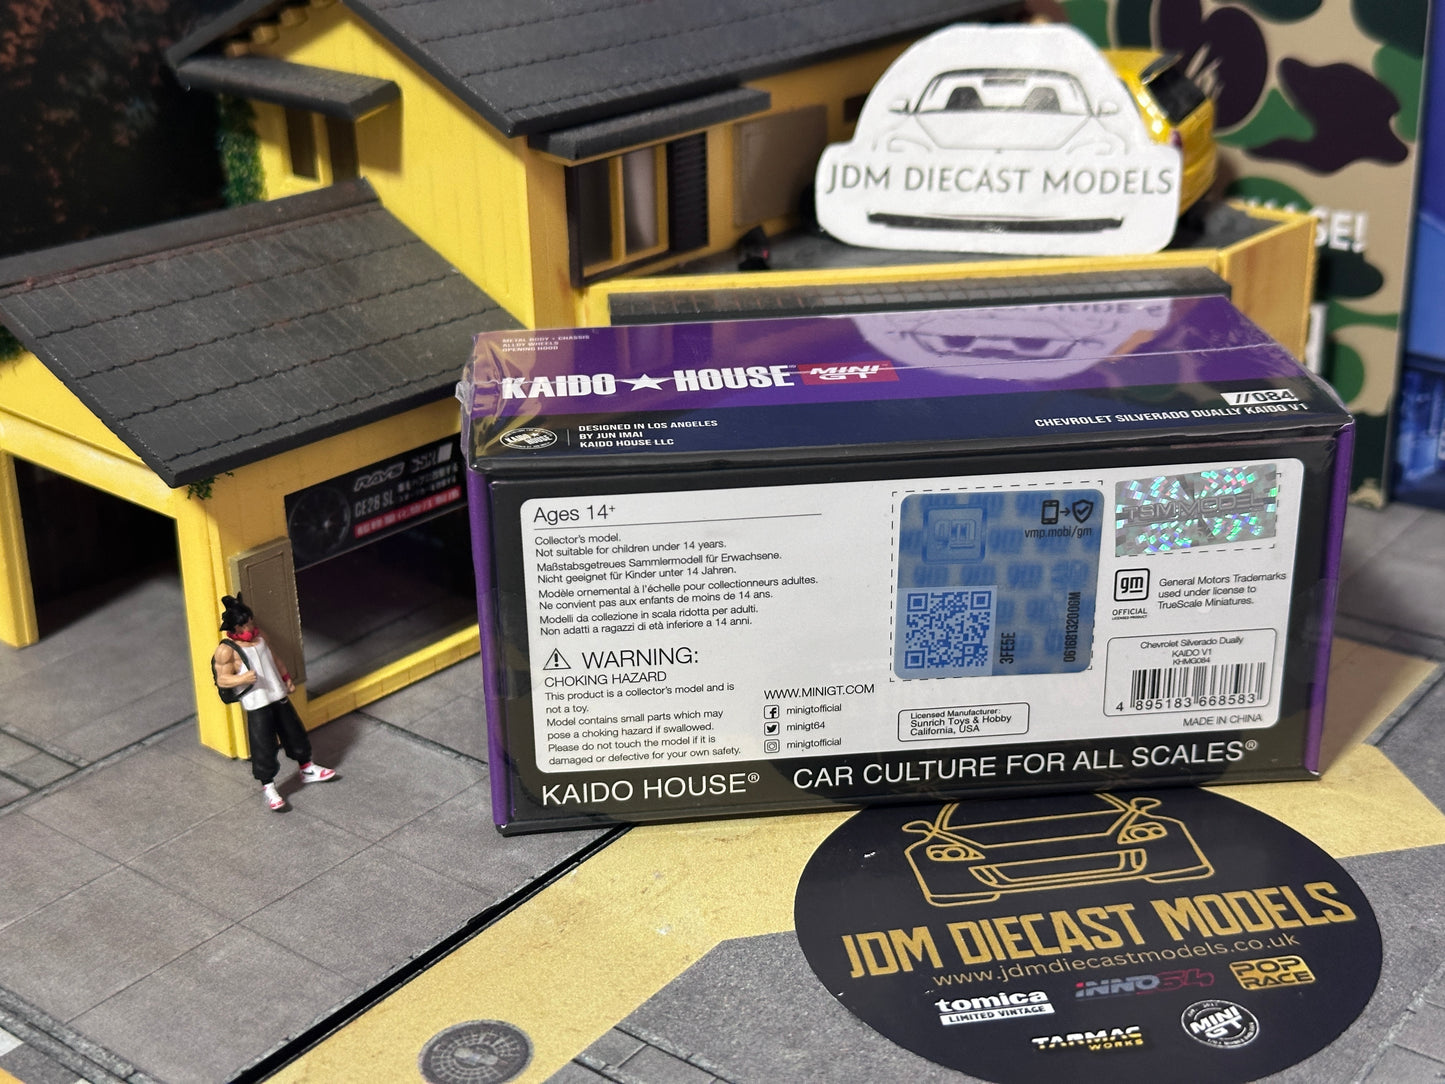 JDM DIECAST MODELS
SE!
METAL BODY + CHASSIS
ALLOY WHEELS
OPENING HOOD
KAIDO★HOUSE® MINI GT
//084
CHEVROLET SILVERADO DUALLY KAIDO V1
KAIDO HOUSE
DESIGNED IN LOS ANGELES
BY JUN IMAI
KAIDO HOUSE LLC
RAYS
CE28 SL
Ages 14+
Collector's model.
Not suitable for children under 14 years.
Maßstabsgetreues Sammlermodell für Erwachsene.
Nicht geeignet für Kinder unter 14 Jahren.
Modèle ornemental à l'échelle pour collectionneurs adultes.
Ne convient pas aux enfants de moins de 14 ans.
Modelli da collezione in scala ridotta per adulti.
Non adatti a ragazzi di età inferiore a 14 anni.
WARNING:
CHOKING HAZARD
This product is a collector's model and is
not a toy.
Model contains small parts which may
pose a choking hazard if swallowed.
Please do not touch the model if it is
damaged or defective for your own safety.
WWW.MINIGT.COM
minigtofficial
minigt64
minigtofficial
gm
vmp.mobi/gm
3FE5E
0616813200GM
Licensed Manufacturer:
Sunrich Toys & Hobby
California, USA
TSM MODEL
gm
OFFICIAL
LICENSED PRODUCT
General Motors Trademarks
used under license to
TrueScale Miniatures.
Chevrolet Silverado Dually
KAIDO V1
KHMG084
4 895183 668583
MADE IN CHINA
KAIDO HOUSE® CAR CULTURE FOR ALL SCALES®
JDM DIECAST MODELS
www.jdmdiecastmodels.co.uk
tomica
LIMITED VINTAGE
INNO64
POP
RACE
TARMAC
WORKS
MINI
GT